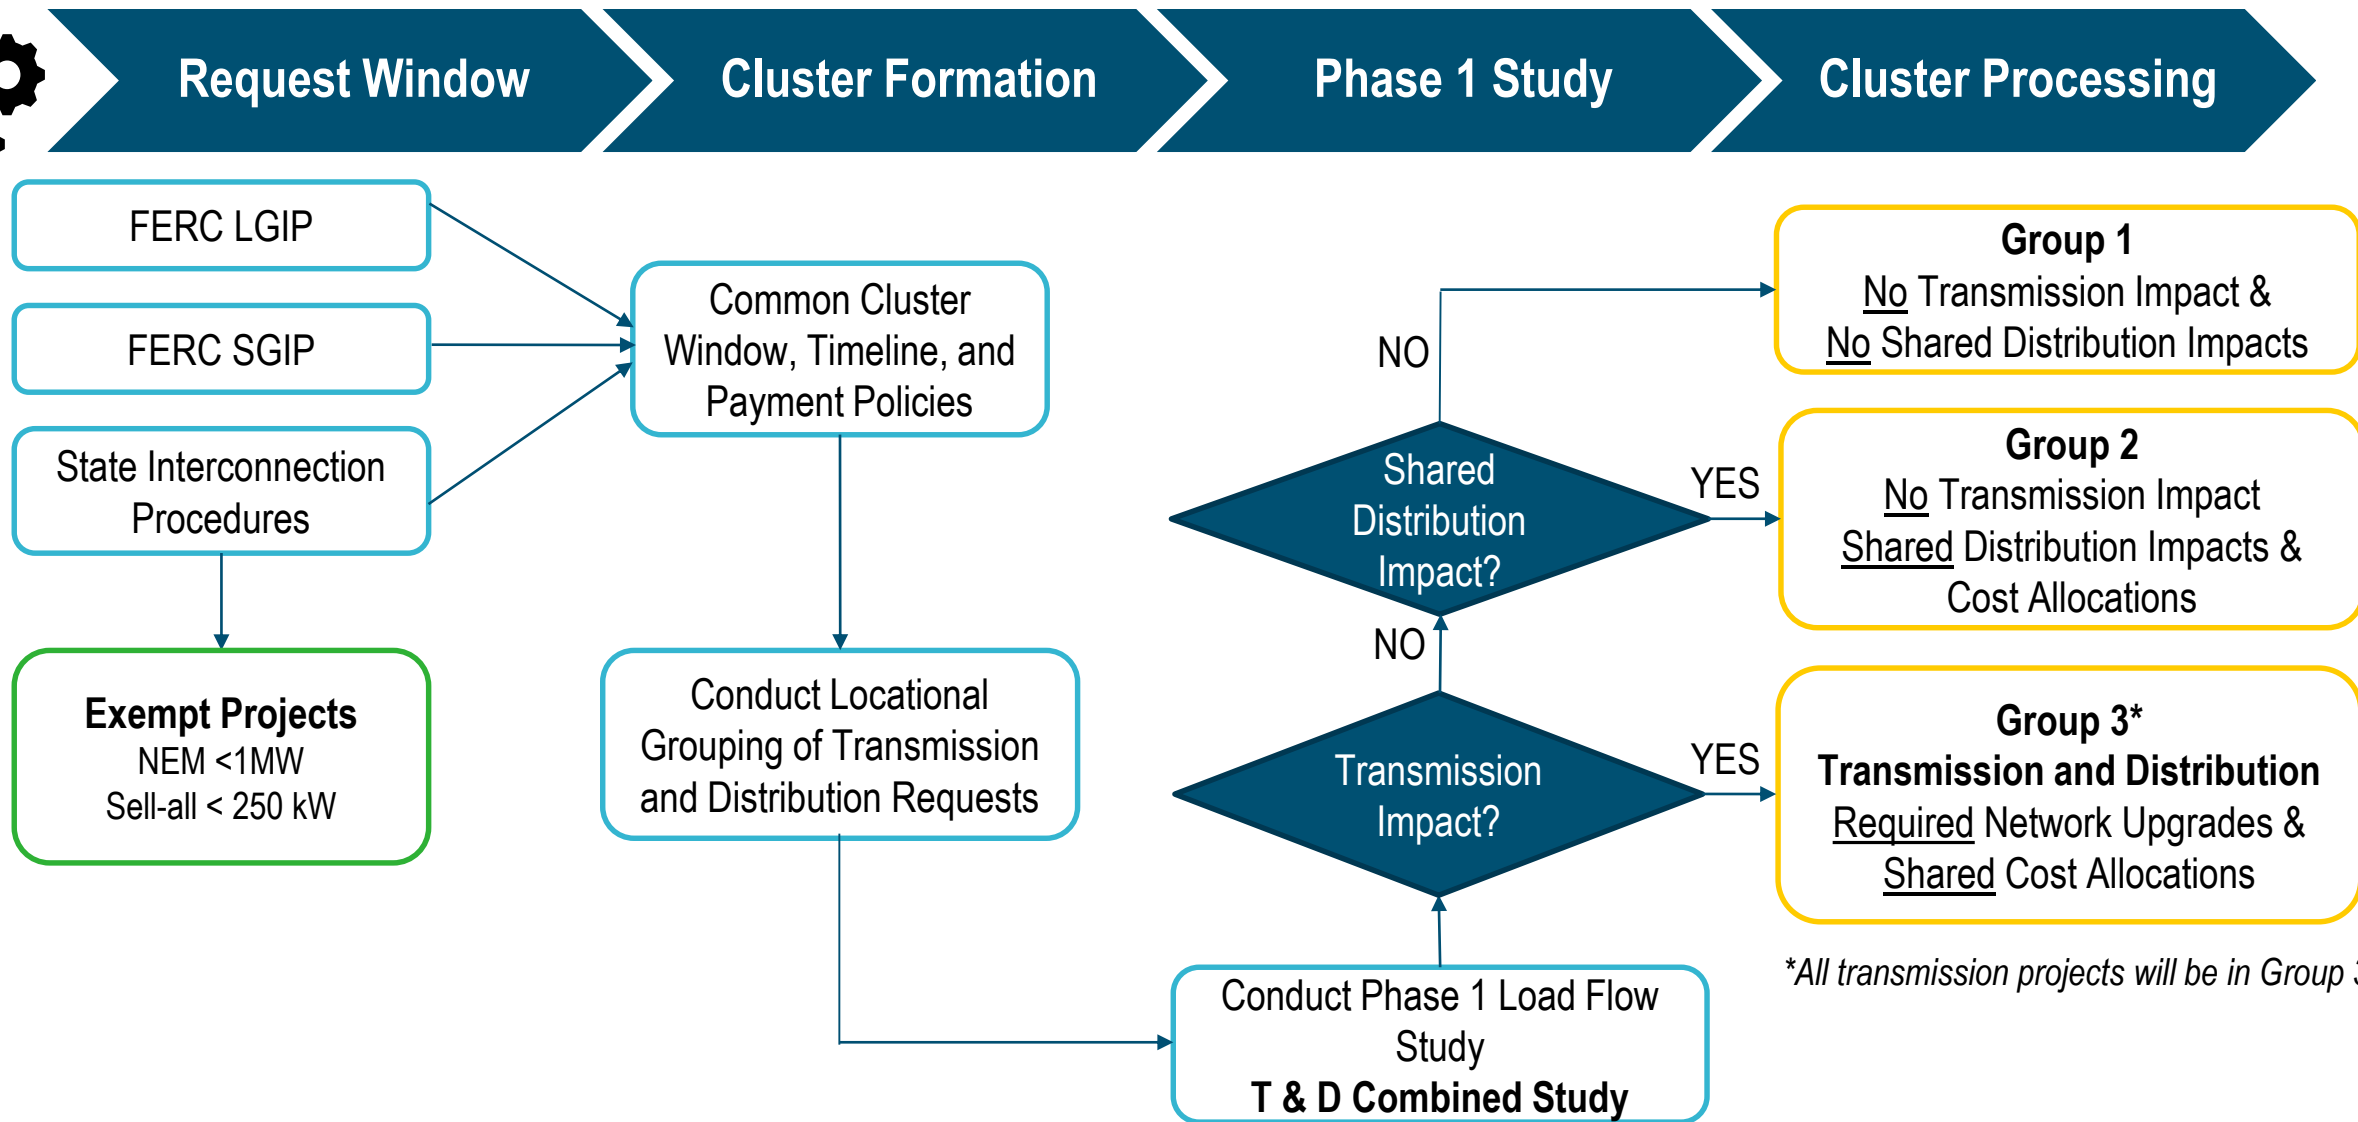 Request Window
Cluster Formation
Phase 1 Study
Cluster Processing
FERC LGIP
FERC SGIP
State Interconnection
Procedures
Exempt Projects
NEM <1MW
Sell-all < 250 kW
Common Cluster
Window, Timeline, and
Payment Policies
Conduct Locational
Grouping of Transmission
and Distribution Requests
Conduct Phase 1 Load Flow
Study
T & D Combined Study
Transmission
Impact?
YES
NO
Shared
Distribution
Impact?
YES
NO
Group 1
No Transmission Impact &
No Shared Distribution Impacts
Group 2
No Transmission Impact
Shared Distribution Impacts &
Cost Allocations
Group 3*
Transmission and Distribution
Required Network Upgrades &
Shared Cost Allocations
*All transmission projects will be in Group 3